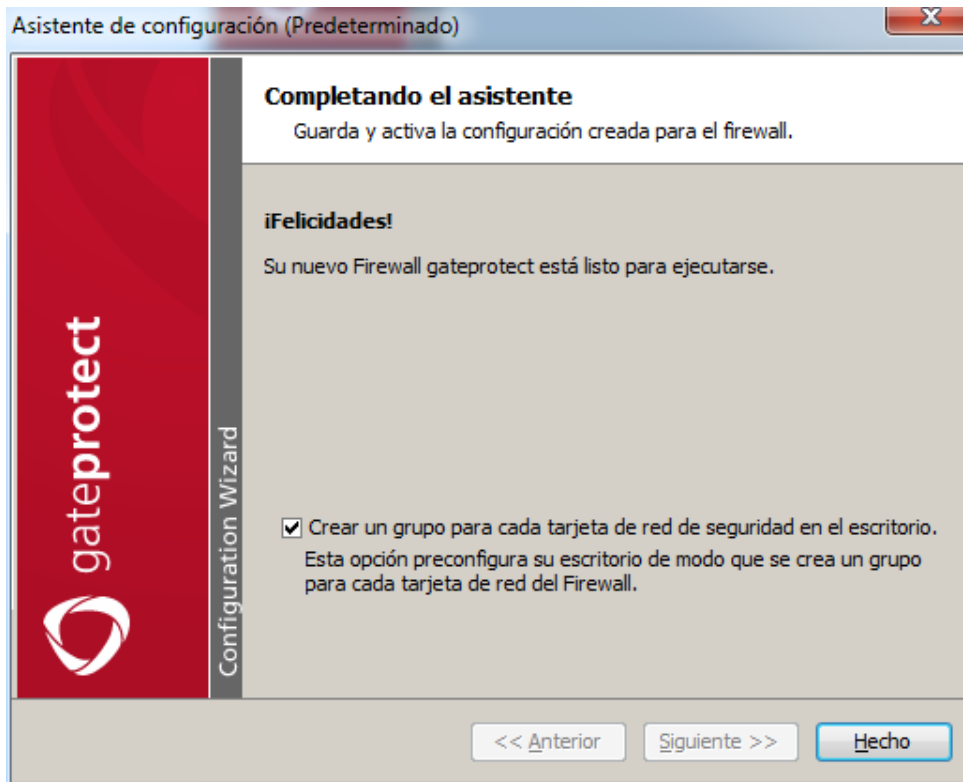 Asistente de configuración (Predeterminado)
Completando el asistente
Guarda y activa la configuración creada para el firewall.
¡Felicidades!
Su nuevo Firewall gateprotect está listo para ejecutarse.
gateprotect
Configuration Wizard
Crear un grupo para cada tarjeta de red de seguridad en el escritorio.
Esta opción preconfigura su escritorio de modo que se crea un grupo
para cada tarjeta de red del Firewall.
<< Anterior
Siguiente >>
Hecho